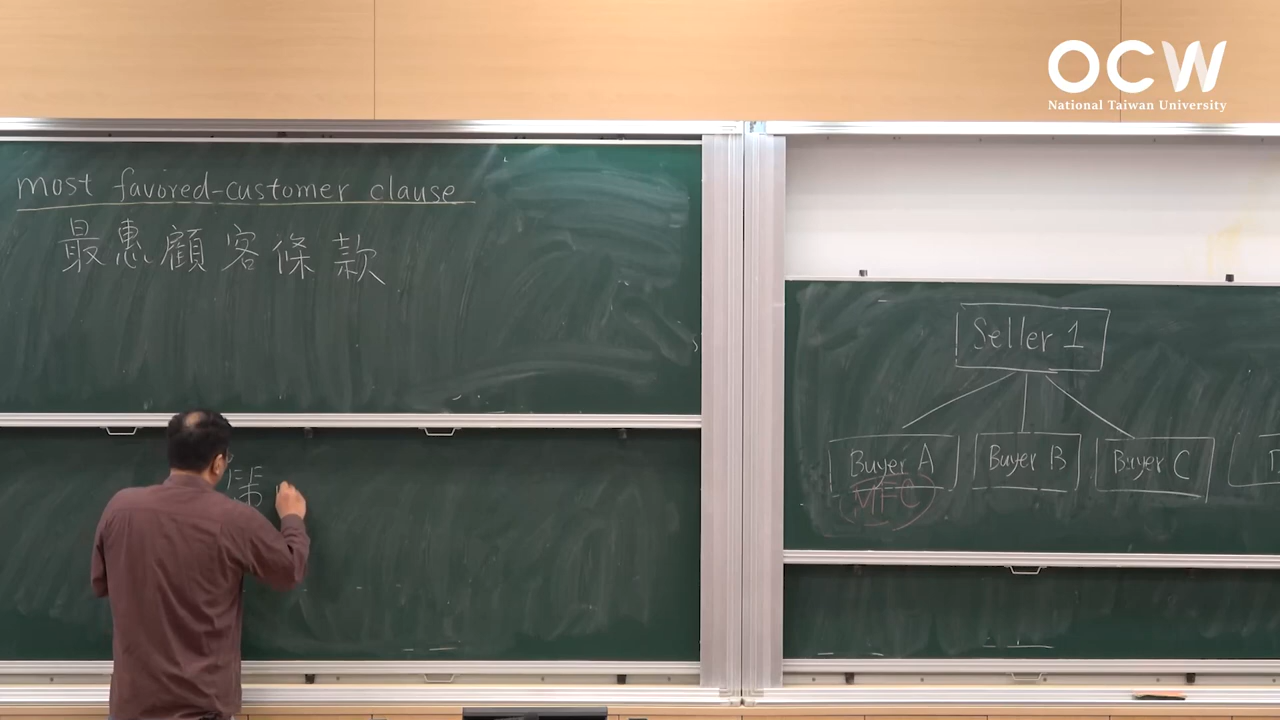 OCW
National Taiwan University
most favored-customer clause
最惠顧客條款
Seller 1
Buyer A
MFC
Buyer B
Buyer C